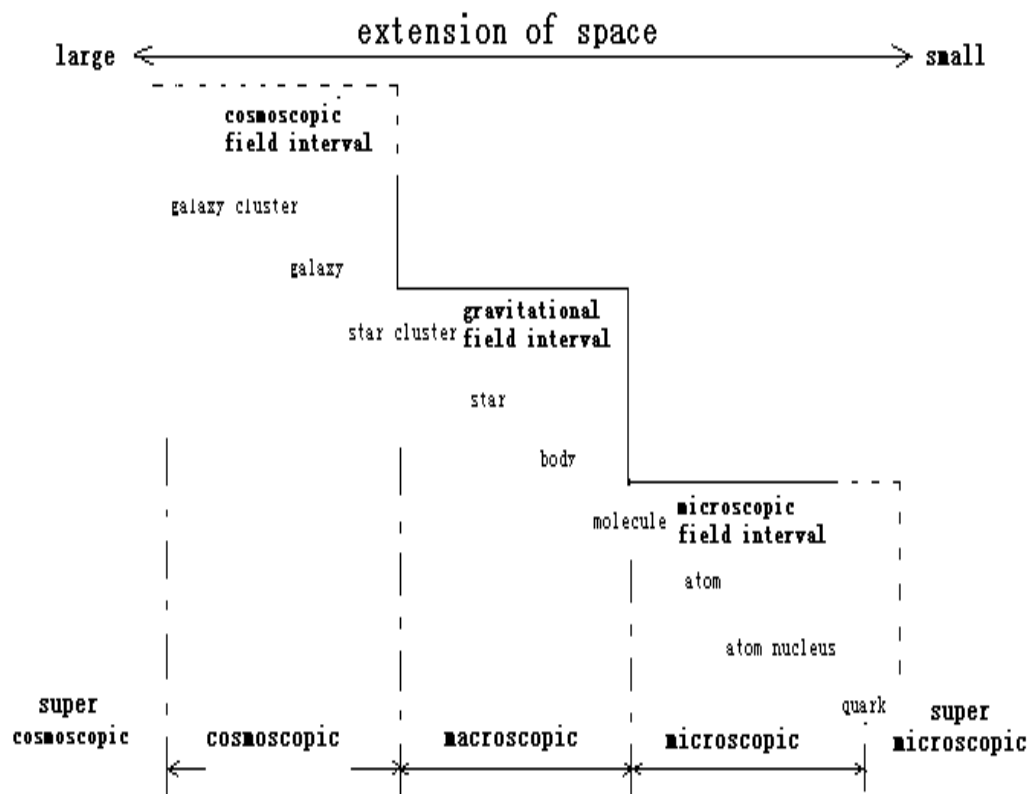 extension of space
large
small
cosmoscopic
field interval
galaxy cluster
galaxy
gravitational
star cluster field interval
star
body
microscopic
molecule field interval
atom
atom nucleus
quark
super
cosmoscopic
cosmoscopic
macroscopic
microscopic
super
microscopic